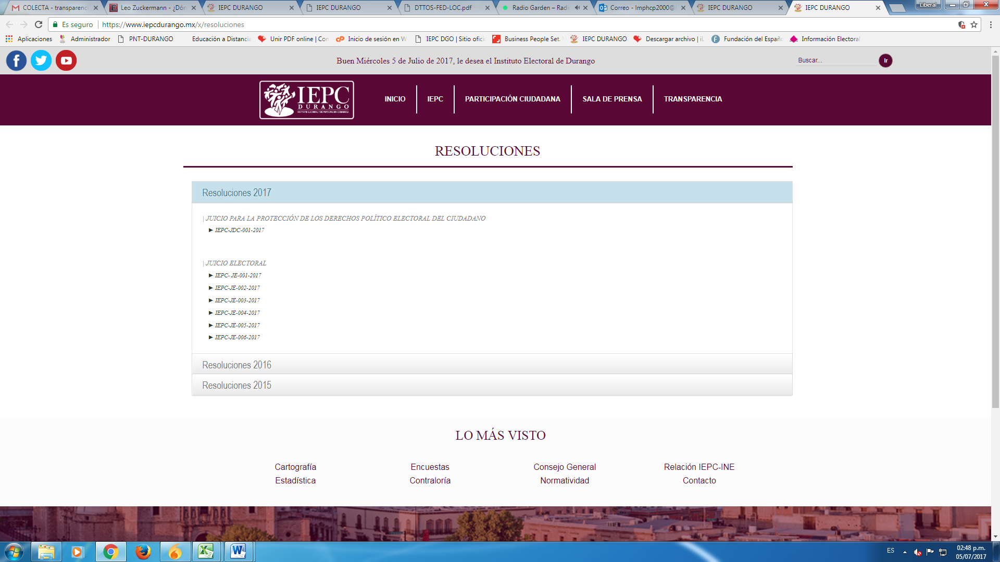 COLECTA - transparenci
Leo Zuckermann - ¿Dón
IEPC DURANGO
IEPC DURANGO
DTTOS-FED-LOC.pdf
Radio Garden – Radi
Correo - lmphcp2000@
IEPC DURANGO
IEPC DURANGO
Liberal
Es seguro
https://www.iepcdurango.mx/x/resoluciones
Aplicaciones
Administrador
PNT-DURANGO
Educación a Distancia
Unir PDF online | Con
Inicio de sesión en W
IEPC DGO | Sitio ofici
Business People Set.
IEPC DURANGO
Descargar archivo | iL
Fundación del Españ
Información Electoral
Buen Miércoles 5 de Julio de 2017, le desea el Instituto Electoral de Durango
Buscar...
Ir
IEPC
DURANGO
INSTITUTO ELECTORAL Y DE PARTICIPACIÓN CIUDADANA
INICIO
IEPC
PARTICIPACIÓN CIUDADANA
SALA DE PRENSA
TRANSPARENCIA
RESOLUCIONES
Resoluciones 2017
| JUICIO PARA LA PROTECCIÓN DE LOS DERECHOS POLÍTICO ELECTORAL DEL CIUDADANO
► IEPC-JDC-001-2017
| JUICIO ELECTORAL
► IEPC- JE-001-2017
► IEPC-JE-002-2017
► IEPC-JE-003-2017
► IEPC-JE-004-2017
► IEPC-JE-005-2017
► IEPC-JE-006-2017
Resoluciones 2016
Resoluciones 2015
LO MÁS VISTO
Cartografía
Encuestas
Consejo General
Relación IEPC-INE
Estadística
Contraloría
Normatividad
Contacto
ES
02:48 p.m.
05/07/2017